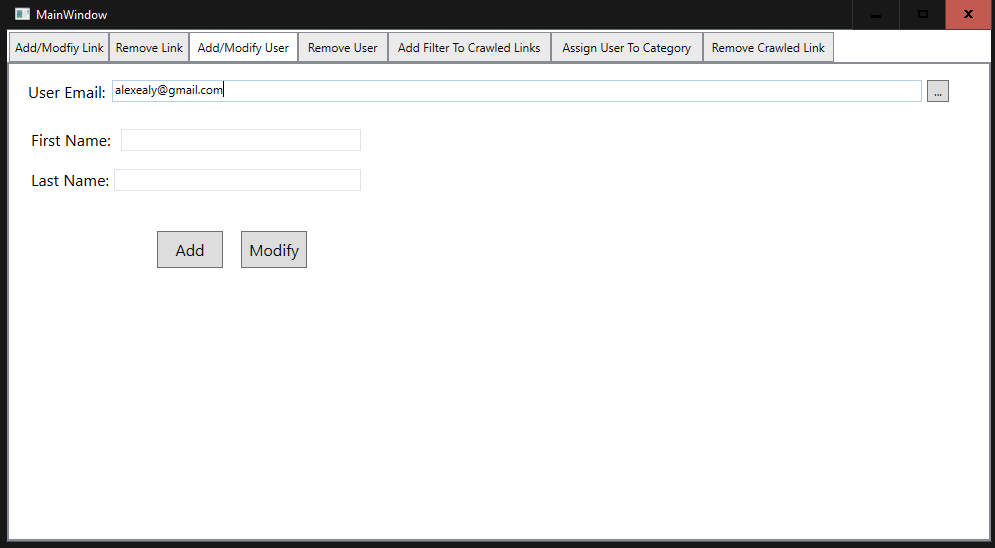 MainWindow
Add/Modfiy Link Remove Link Add/Modify User Remove User Add Filter To Crawled Links Assign User To Category Remove Crawled Link
User Email: alexealy@gmail.com ...
First Name:
Last Name:
Add Modify